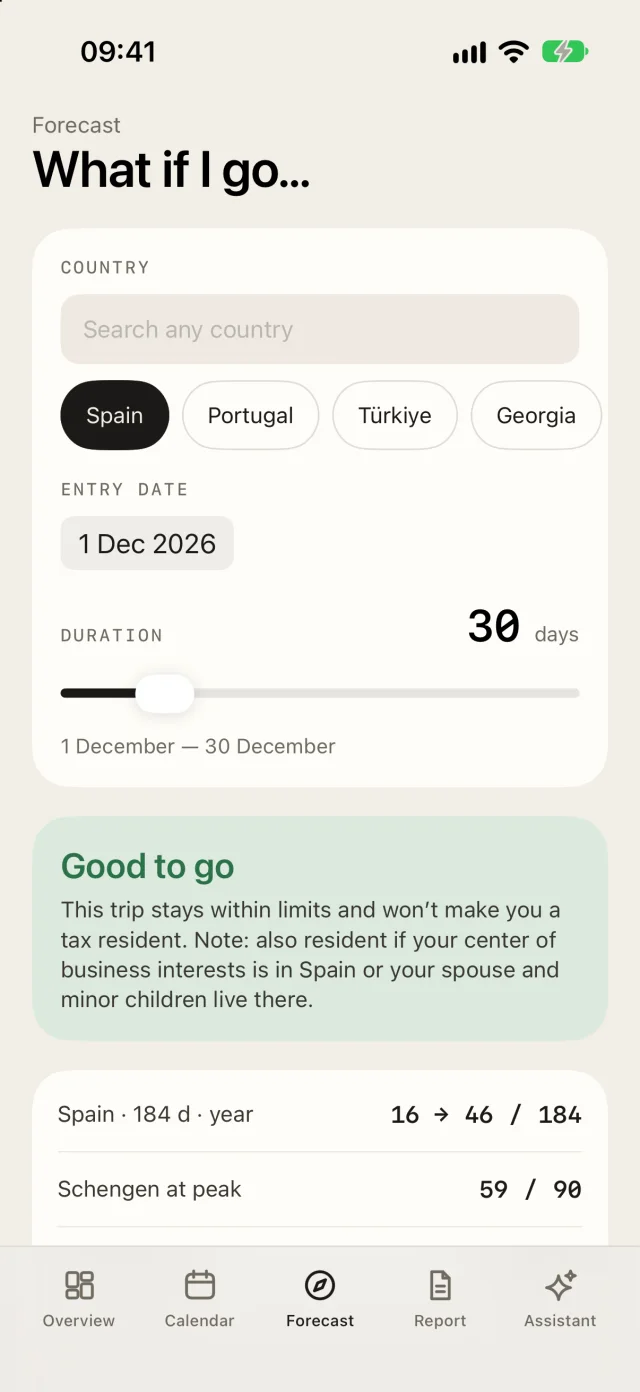 09:41
Forecast
What if I go...
COUNTRY
Search any country
Spain
Portugal
Türkiye
Georgia
ENTRY DATE
1 Dec 2026
DURATION
30 days
1 December — 30 December
Good to go
This trip stays within limits and won’t make you a
tax resident. Note: also resident if your center of
business interests is in Spain or your spouse and
minor children live there.
Spain · 184 d · year 16 → 46 / 184
Schengen at peak 59 / 90
Overview
Calendar
Forecast
Report
Assistant